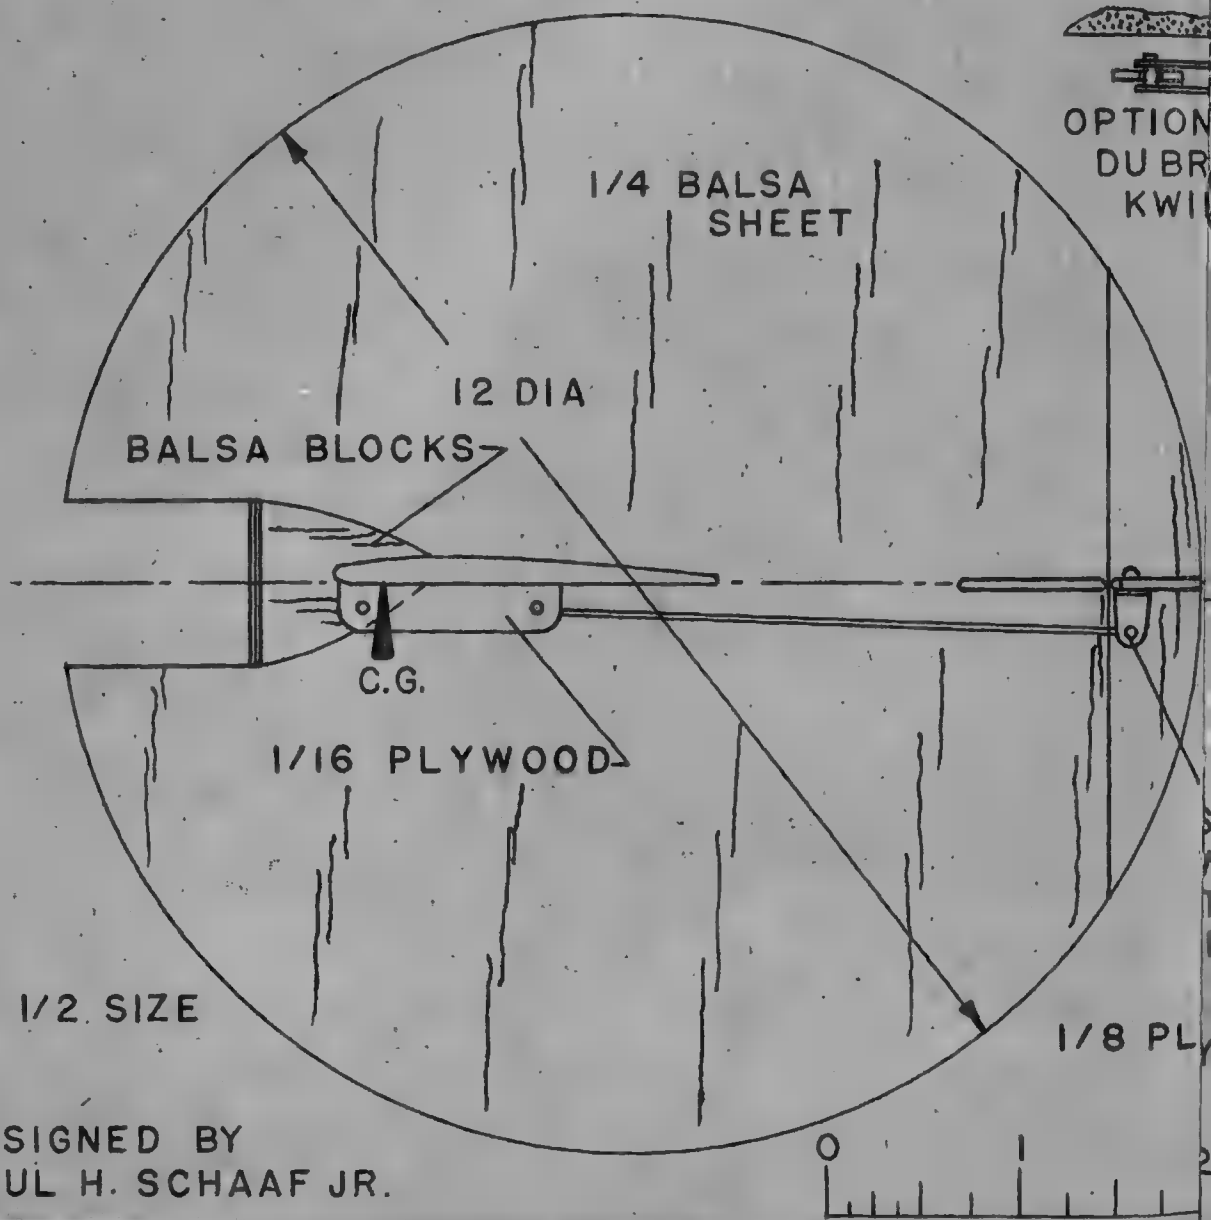 OPTION
DU BR
KWI
1/4 BALSA
SHEET
12 DIA
BALSA BLOCKS
C.G.
1/16 PLYWOOD
1/2 SIZE
1/8 PL
SIGNED BY
UL H. SCHAAF JR.
0 1 2